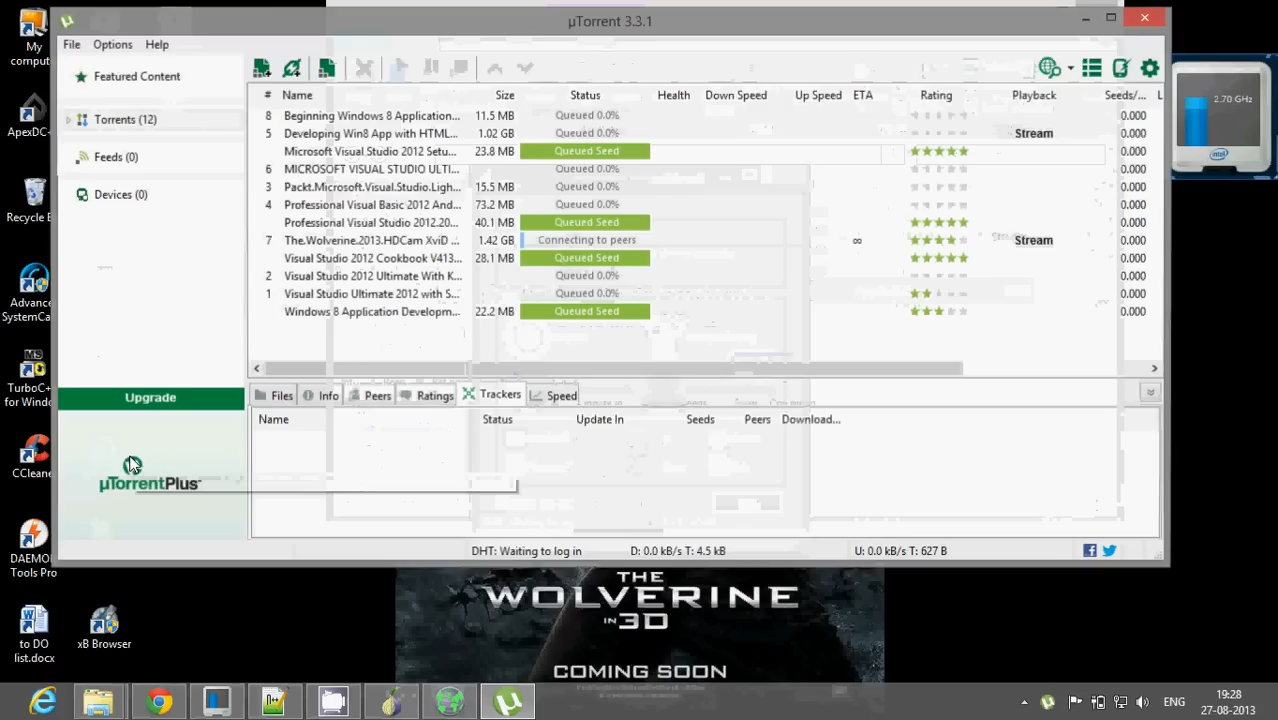 µTorrent 3.3.1
File Options Help
Featured Content
Torrents (12)
Feeds (0)
Devices (0)
Upgrade
µTorrentPlus
# Name Size Status Health Down Speed Up Speed ETA Rating Playback Seeds/... L
8 Beginning Windows 8 Application... 11.5 MB Queued 0.0% 0.000
5 Developing Win8 App with HTML... 1.02 GB Queued 0.0% Stream 0.000
Microsoft Visual Studio 2012 Setu... 23.8 MB Queued Seed 0.000
6 MICROSOFT VISUAL STUDIO ULTI... Queued 0.0% 0.000
3 Packt.Microsoft.Visual.Studio.Ligh... 15.5 MB Queued 0.0% 0.000
4 Professional Visual Basic 2012 And... 73.2 MB Queued 0.0% 0.000
Professional Visual Studio 2012.20... 40.1 MB Queued Seed 0.000
7 The.Wolverine.2013.HDCam XviD ... 1.42 GB Connecting to peers ∞ Stream 0.000
Visual Studio 2012 Cookbook V413... 28.1 MB Queued Seed 0.000
2 Visual Studio 2012 Ultimate With K... Queued 0.0% 0.000
1 Visual Studio Ultimate 2012 with S... Queued 0.0% 0.000
Windows 8 Application Developm... 22.2 MB Queued Seed 0.000
Files Info Peers Ratings Trackers Speed
Name Status Update In Seeds Peers Download...
DHT: Waiting to log in D: 0.0 kB/s T: 4.5 kB U: 0.0 kB/s T: 627 B
My
comput
ApexDC+
Recycle B
Advance
SystemCa
MS
TurboC+
for Windo
CCleane
DAEMO
Tools Pro
to DO
list.docx
xB Browser
2.70 GHz
intel
THE
WOLVERINE
IN 3D
COMING SOON
ENG
19:28
27-08-2013